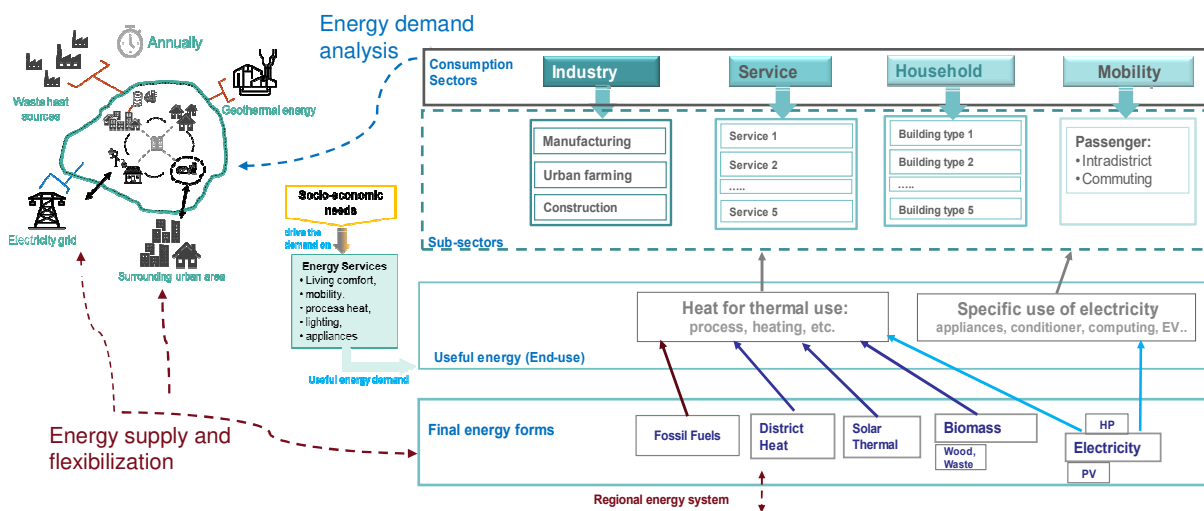 Energy demand
analysis
Annually
Waste heat
sources
Geothermal energy
Electricity grid
Surrounding urban area
Energy supply and
flexibilization
Socio-economic
needs
drive the
demand on
Energy Services
• Living comfort,
• mobility.
• process heat,
• lighting,
• appliances
Useful energy demand
Consumption
Sectors
Industry
Service
Household
Mobility
Manufacturing
Urban farming
Construction
Service 1
Service 2
.....
Service 5
Building type 1
Building type 2
.....
Building type 5
Passenger:
• Intradistrict
• Commuting
Sub-sectors
Heat for thermal use:
process, heating, etc.
Specific use of electricity
appliances, conditioner, computing, EV..
Useful energy (End-use)
Final energy forms
Fossil Fuels
District
Heat
Solar
Thermal
Biomass
Wood,
Waste
HP
Electricity
PV
Regional energy system